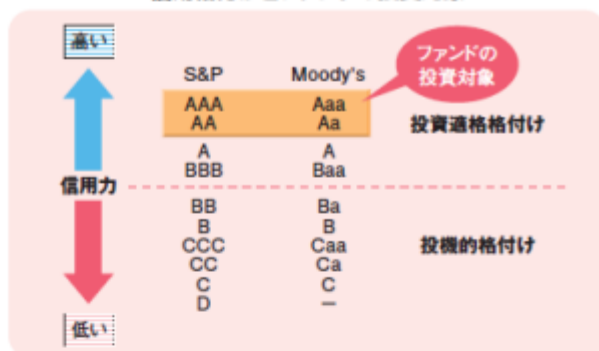 高い
ファンドの
投資対象
S&P Moody's
AAA Aaa
AA Aa
投資適格格付け
A A
BBB Baa
信用力
BB Ba
B B
CCC Caa
投機的格付け
CC Ca
C C
D ー
低い